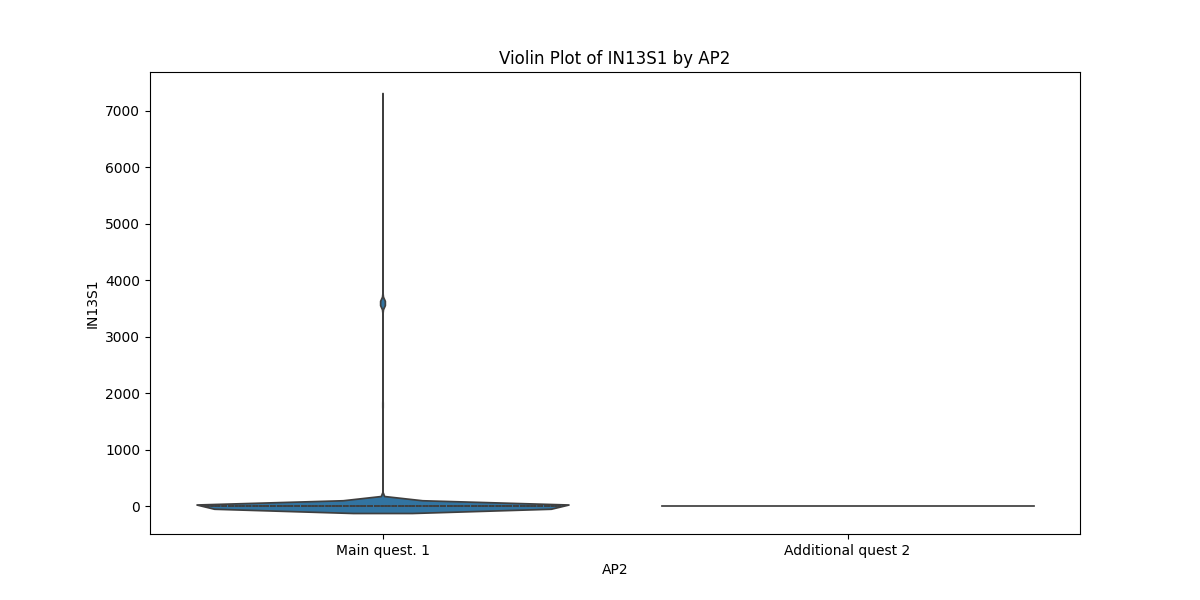 Violin Plot of IN13S1 by AP2
7000
6000
5000
4000
3000
2000
1000
0
IN13S1
Main quest. 1
Additional quest 2
AP2